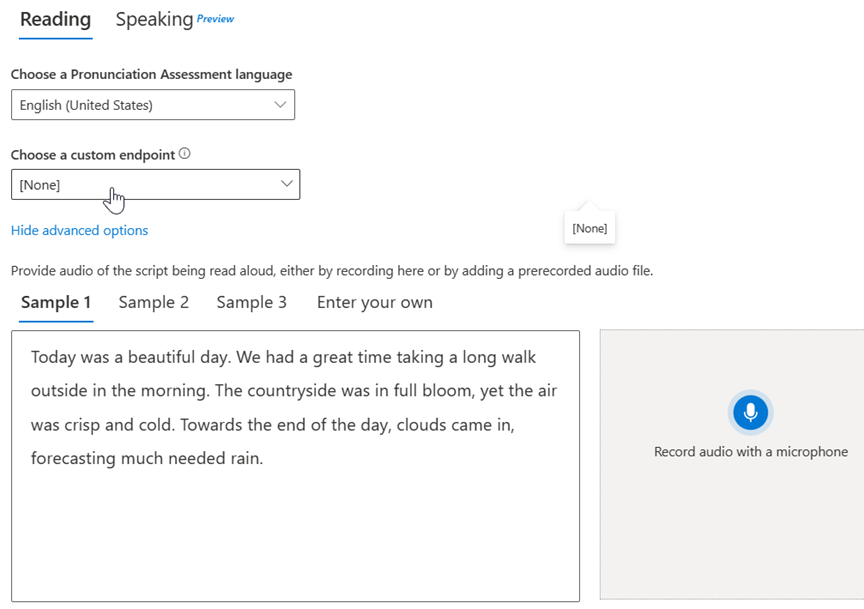 Reading Speaking Preview
Choose a Pronunciation Assessment language
English (United States)
Choose a custom endpoint
[None]
[None]
Hide advanced options
Provide audio of the script being read aloud, either by recording here or by adding a prerecorded audio file.
Sample 1 Sample 2 Sample 3 Enter your own
Today was a beautiful day. We had a great time taking a long walk
outside in the morning. The countryside was in full bloom, yet the air
was crisp and cold. Towards the end of the day, clouds came in,
forecasting much needed rain.
Record audio with a microphone